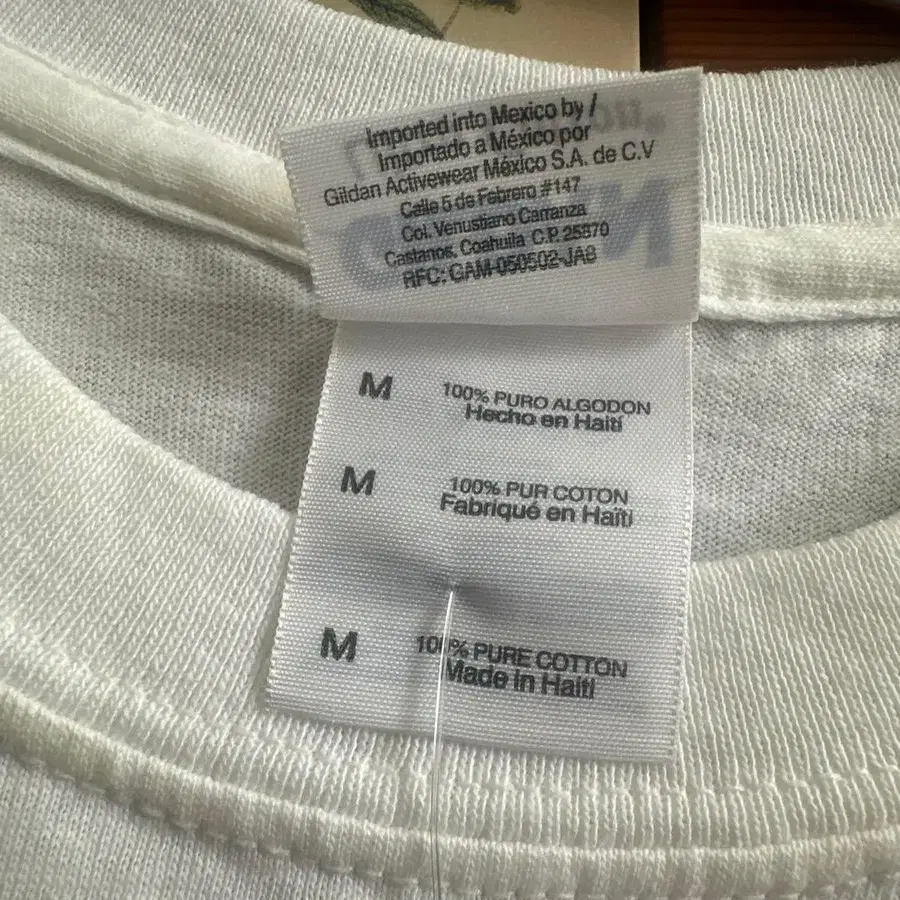 Imported into Mexico by /
Importado a México por
Gildan Activewear México S.A. de C.V
Calle 5 de Febrero #147
Col. Venustiano Carranza
Castanos, Coahuila C.P. 25870
RFC: GAM-050502-JA8
M 100% PURO ALGODON
Hecho en Haití
M 100% PUR COTON
Fabriqué en Haïti
M 100% PURE COTTON
Made in Haiti